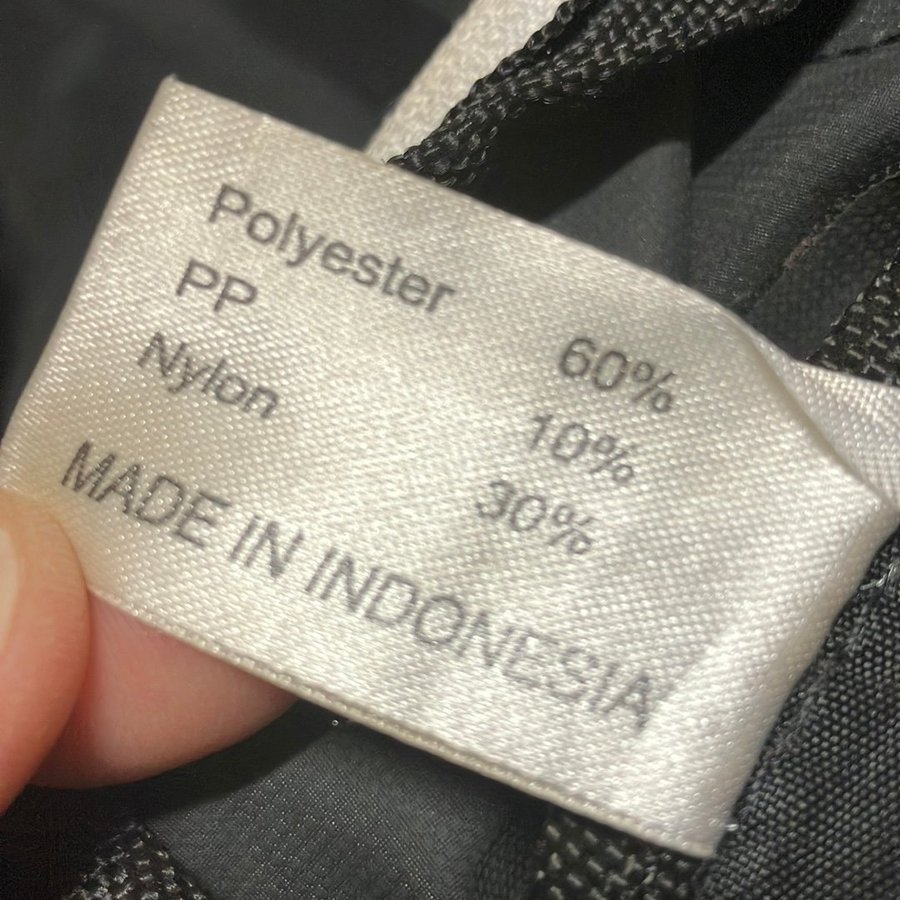 Polyester 60%
PP 10%
Nylon 30%
MADE IN INDONESIA